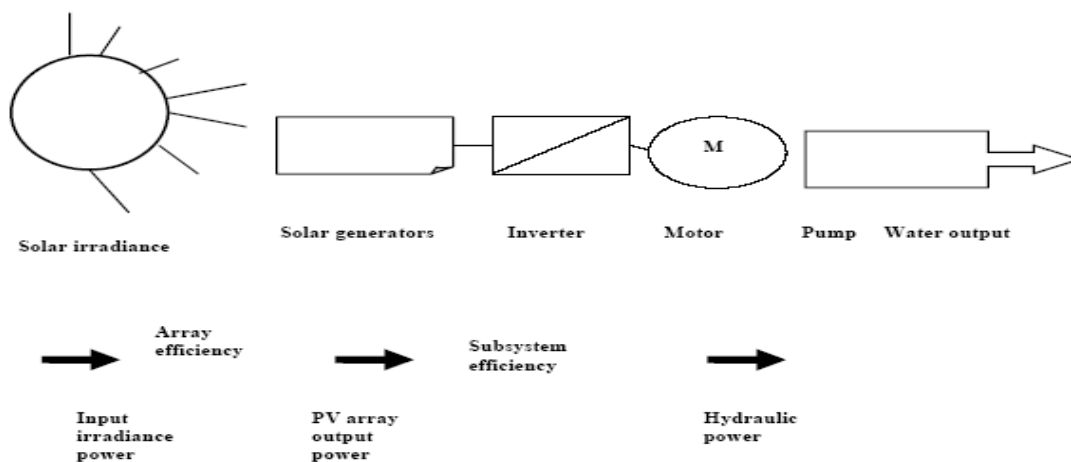 M
Solar irradiance
Solar generators
Inverter
Motor
Pump
Water output
Array
efficiency
Subsystem
efficiency
Input
irradiance
power
PV array
output
power
Hydraulic
power